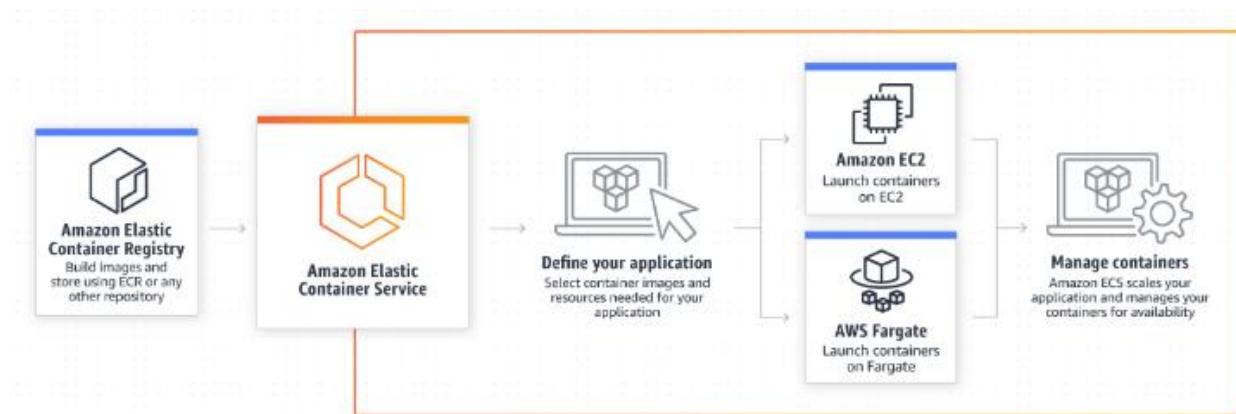 Amazon Elastic
Container Registry
Build images and
store using ECR or any
other repository
Amazon Elastic
Container Service
Define your application
Select container images and
resources needed for your
application
Amazon EC2
Launch containers
on EC2
AWS Fargate
Launch containers
on Fargate
Manage containers
Amazon ECS scales your
application and manages your
containers for availability